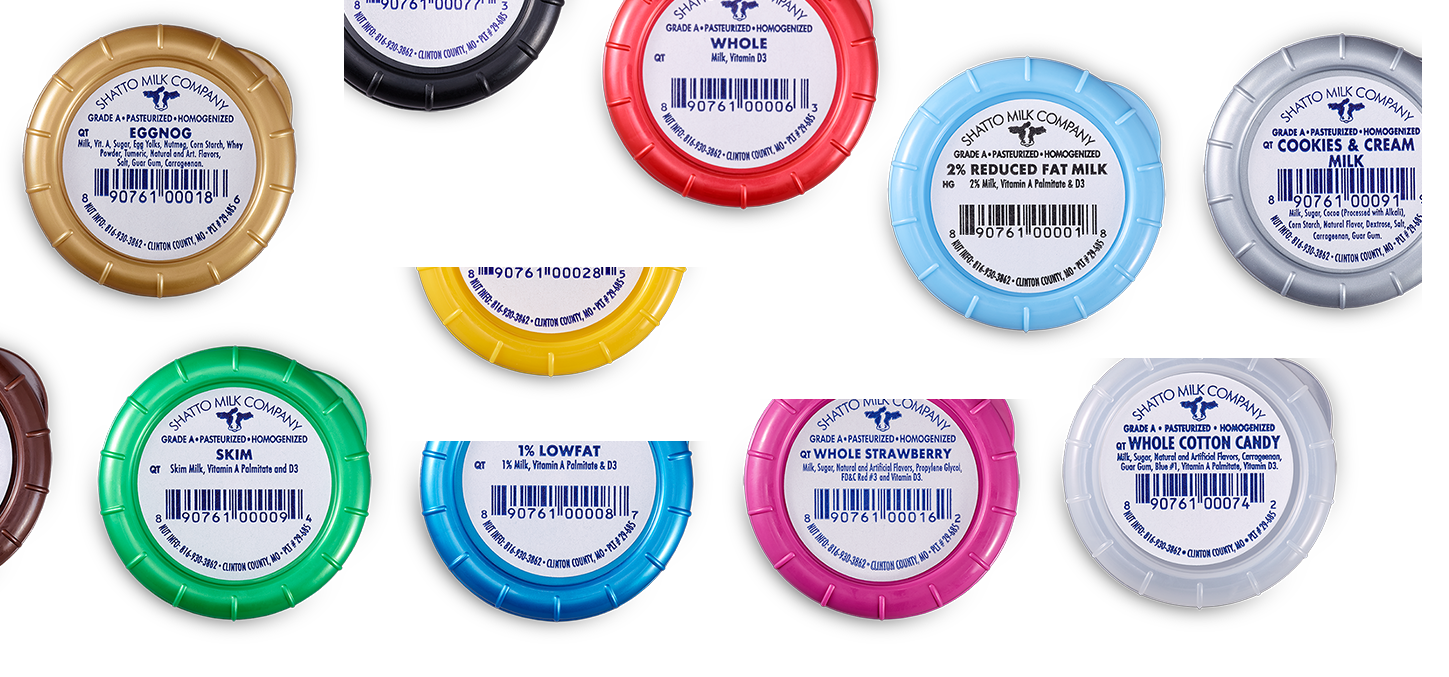 SHATTO MILK COMPANY
GRADE A • PASTEURIZED • HOMOGENIZED
QT EGGNOG
Milk, Vit. A, Sugar, Egg Yolks, Nutmeg, Corn Starch, Whey
Powder, Tumeric, Natural and Art. Flavors,
Salt, Guar Gum, Carrageenan.
8 90761 00018 6
NUT INFO: 816-930-3862 • CLINTON COUNTY, MO • PLT # 29-685
8 90761 00077 3
NUT INFO: 816-930-3862 • CLINTON COUNTY, MO • PLT # 29-685
SHATTO MILK COMPANY
GRADE A • PASTEURIZED • HOMOGENIZED
WHOLE
QT Milk, Vitamin D3
8 90761 00006 3
NUT INFO: 816-930-3862 • CLINTON COUNTY, MO • PLT # 29-685
SHATTO MILK COMPANY
GRADE A • PASTEURIZED • HOMOGENIZED
2% REDUCED FAT MILK
HG 2% Milk, Vitamin A Palmitate & D3
8 90761 00001 8
NUT INFO: 816-930-3862 • CLINTON COUNTY, MO • PLT # 29-685
SHATTO MILK COMPANY
GRADE A • PASTEURIZED • HOMOGENIZED
QT COOKIES & CREAM
MILK
8 90761 00091 9
Milk, Sugar, Cocoa (Processed with Alkali),
Corn Starch, Natural Flavor, Dextrose, Salt,
Carrageenan, Guar Gum.
NUT INFO: 816-930-3862 • CLINTON COUNTY, MO • PLT # 29-685
8 90761 00028 5
NUT INFO: 816-930-3862 • CLINTON COUNTY, MO • PLT # 29-685
SHATTO MILK COMPANY
GRADE A • PASTEURIZED • HOMOGENIZED
SKIM
QT Skim Milk, Vitamin A Palmitate and D3
8 90761 00009 4
NUT INFO: 816-930-3862 • CLINTON COUNTY, MO • PLT # 29-685
1% LOWFAT
QT 1% Milk, Vitamin A Palmitate & D3
8 90761 00008 7
NUT INFO: 816-930-3862 • CLINTON COUNTY, MO • PLT # 29-685
SHATTO MILK COMPANY
GRADE A • PASTEURIZED • HOMOGENIZED
QT WHOLE STRAWBERRY
Milk, Sugar, Natural and Artificial Flavors, Propylene Glycol,
FD&C Red #3 and Vitamin D3.
8 90761 00016 2
NUT INFO: 816-930-3862 • CLINTON COUNTY, MO • PLT # 29-685
SHATTO MILK COMPANY
GRADE A • PASTEURIZED • HOMOGENIZED
QT WHOLE COTTON CANDY
Milk, Sugar, Natural and Artificial Flavors, Carrageenan,
Guar Gum, Blue #1, Vitamin A Palmitate, Vitamin D3.
8 90761 00074 2
NUT INFO: 816-930-3862 • CLINTON COUNTY, MO • PLT # 29-685